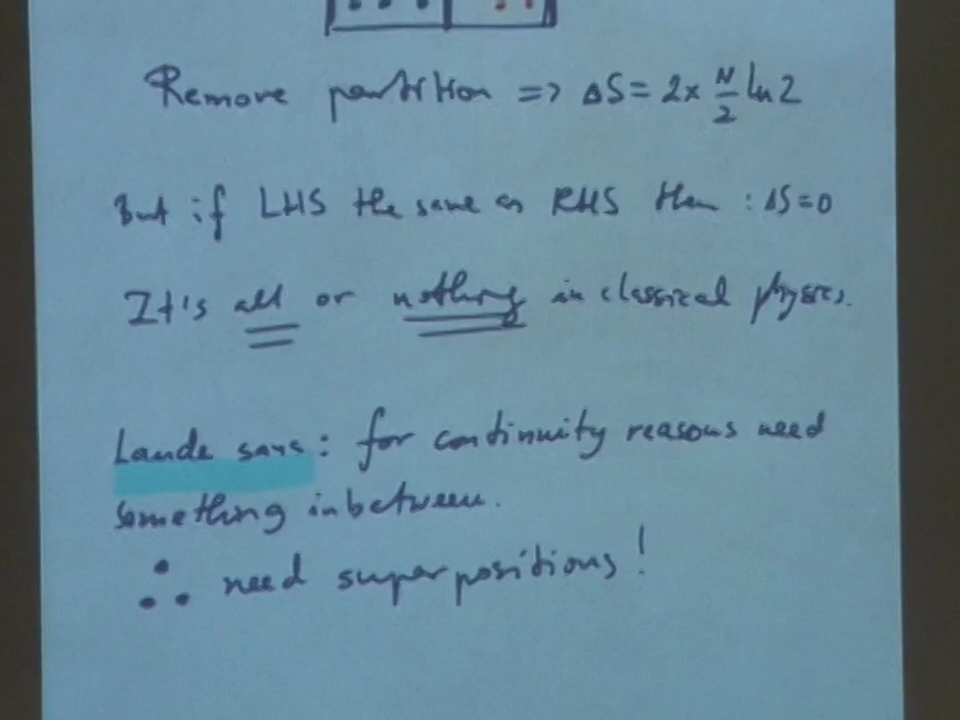 Remove partition => ΔS = 2x N/2 ln 2
But if LHS the same as RHS then : ΔS=0
It's all or nothing in classical physics.
Lande says: for continuity reasons need
something inbetween.
∴ need superpositions!